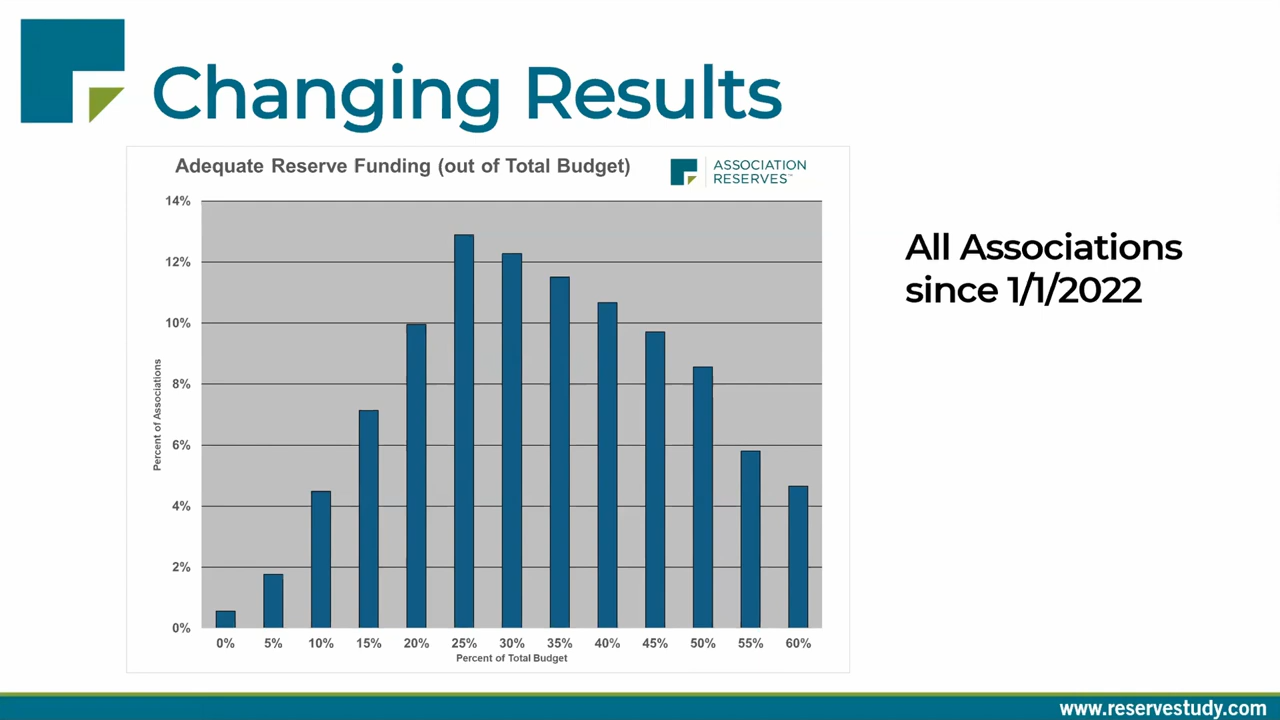 Changing Results
Adequate Reserve Funding (out of Total Budget)
ASSOCIATION
RESERVES™
14%
12%
10%
8%
6%
4%
2%
0%
Percent of Associations
0% 5% 10% 15% 20% 25% 30% 35% 40% 45% 50% 55% 60%
Percent of Total Budget
All Associations
since 1/1/2022
www.reservestudy.com